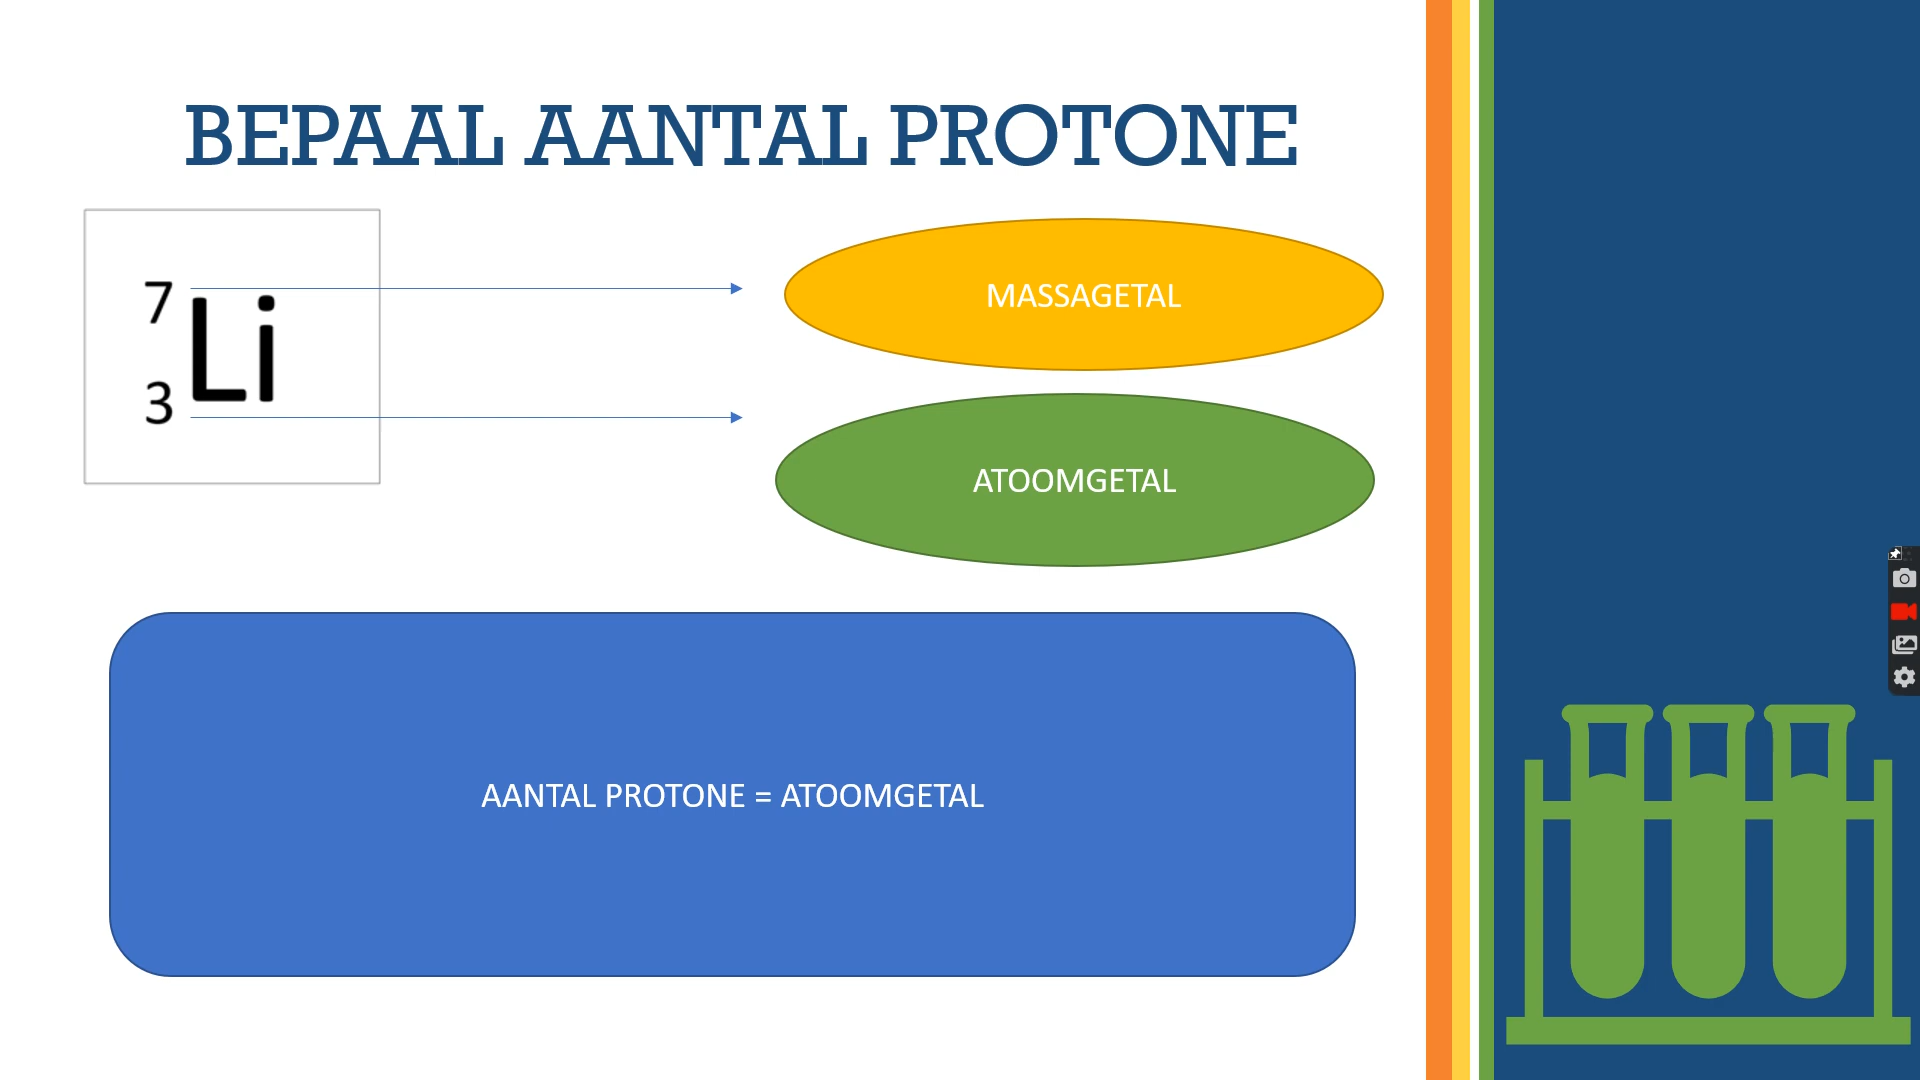 BEPAAL AANTAL PROTONE
7
Li
3
MASSAGETAL
ATOOMGETAL
AANTAL PROTONE = ATOOMGETAL